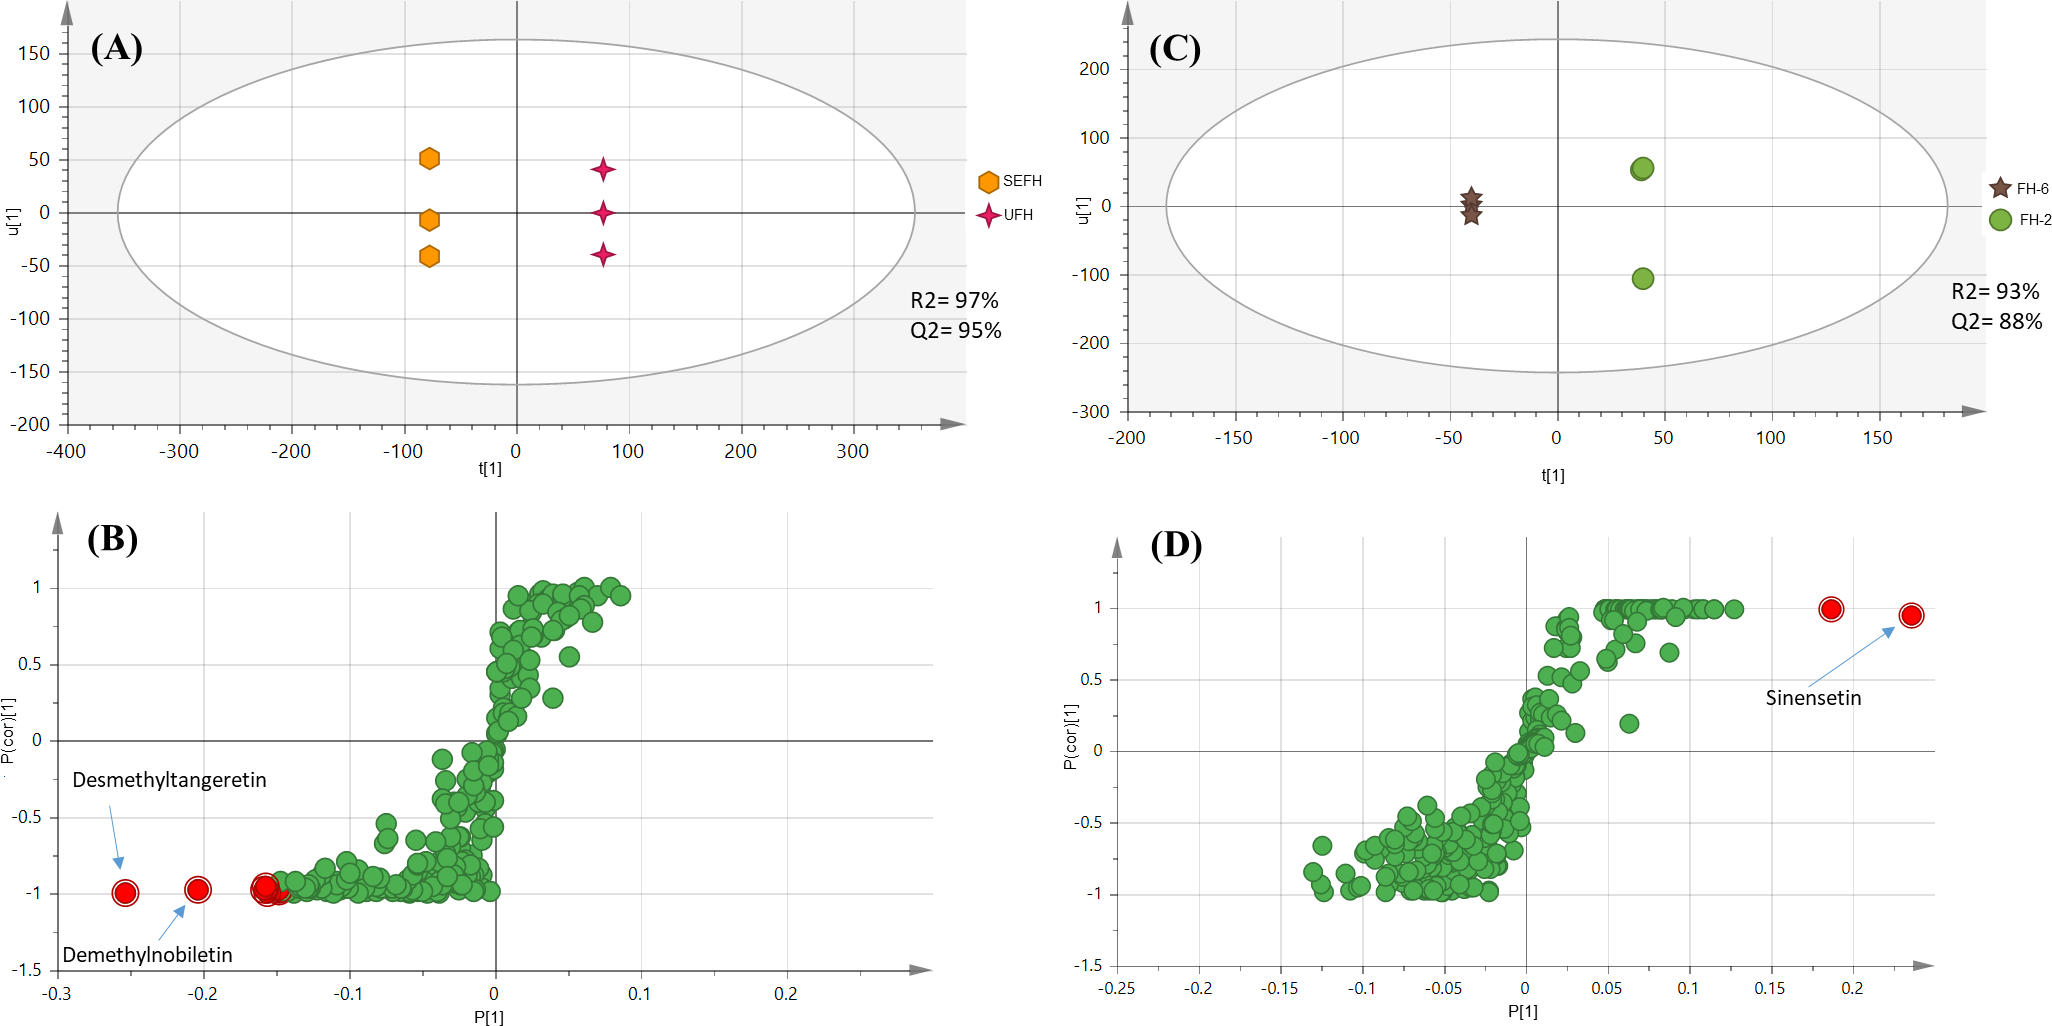 (A)
150
100
50
0
-50
-100
-150
-200
u[1]
-400 -300 -200 -100 0 100 200 300
t[1]
SEFH
UFH
R2= 97%
Q2= 95%
(C)
200
100
0
-100
-200
-300
u[1]
-200 -150 -100 -50 0 50 100 150
t[1]
FH-6
FH-2
R2= 93%
Q2= 88%
(B)
1
0.5
0
-0.5
-1
-1.5
P(cor)[1]
Desmethyltangeretin
Demethylnobiletin
-0.3 -0.2 -0.1 0 0.1 0.2
P[1]
(D)
1
0.5
0
-0.5
-1
-1.5
P(cor)[1]
Sinensetin
-0.25 -0.2 -0.15 -0.1 -0.05 0 0.05 0.1 0.15 0.2
P[1]